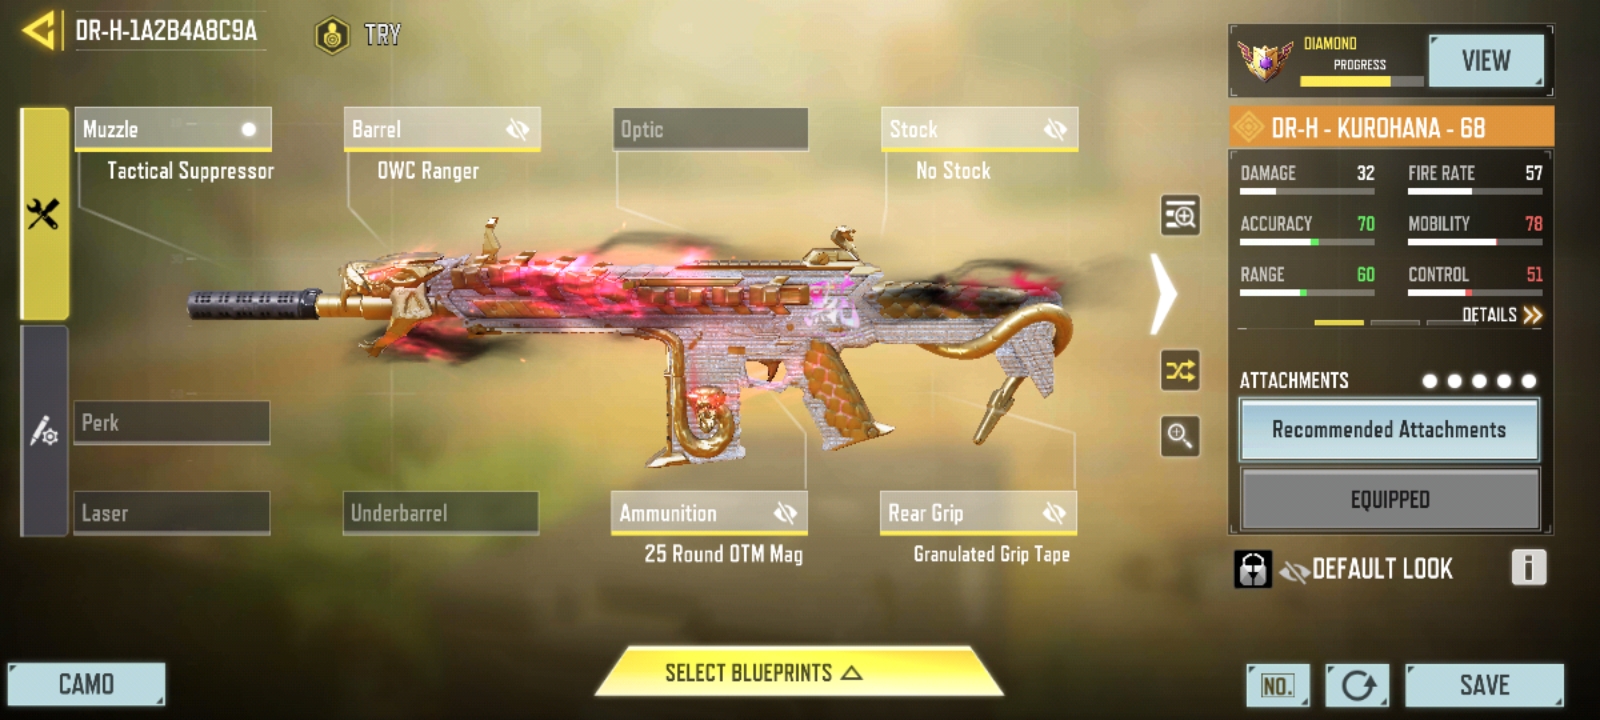 DR-H-1A2B4A8C9A
TRY
DIAMOND
PROGRESS
VIEW
Muzzle
Tactical Suppressor
Barrel
OWC Ranger
Optic
Stock
No Stock
DR-H - KUROHANA - 68
DAMAGE 32
FIRE RATE 57
ACCURACY 70
MOBILITY 78
RANGE 60
CONTROL 51
DETAILS
ATTACHMENTS
Recommended Attachments
EQUIPPED
Perk
Laser
Underbarrel
Ammunition
25 Round OTM Mag
Rear Grip
Granulated Grip Tape
DEFAULT LOOK
CAMO
SELECT BLUEPRINTS
NO.
SAVE